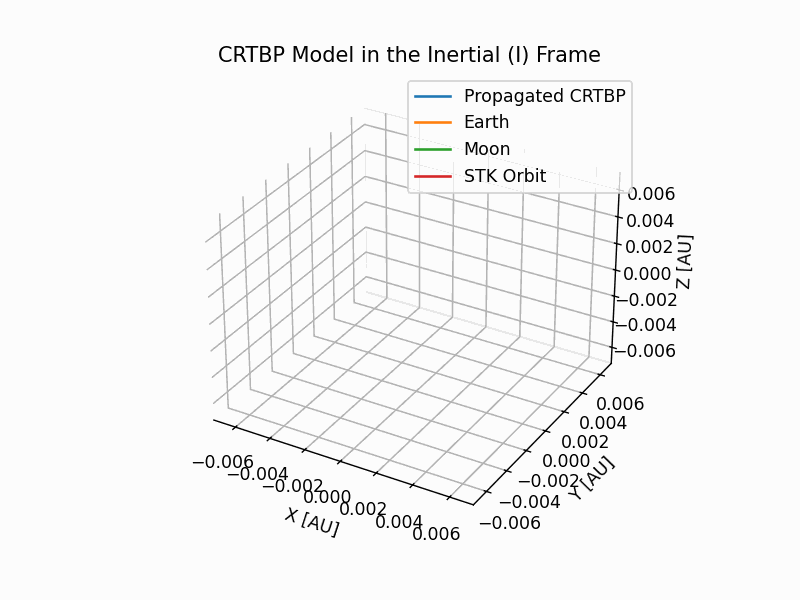 CRTBP Model in the Inertial (I) Frame
Propagated CRTBP
Earth
Moon
STK Orbit
0.006
0.004
0.002
0.000
−0.002
−0.004
−0.006
Z [AU]
0.006
0.004
0.002
0.000
−0.002
−0.004
−0.006
Y [AU]
−0.006
−0.004
−0.002
0.000
0.002
0.004
0.006
X [AU]